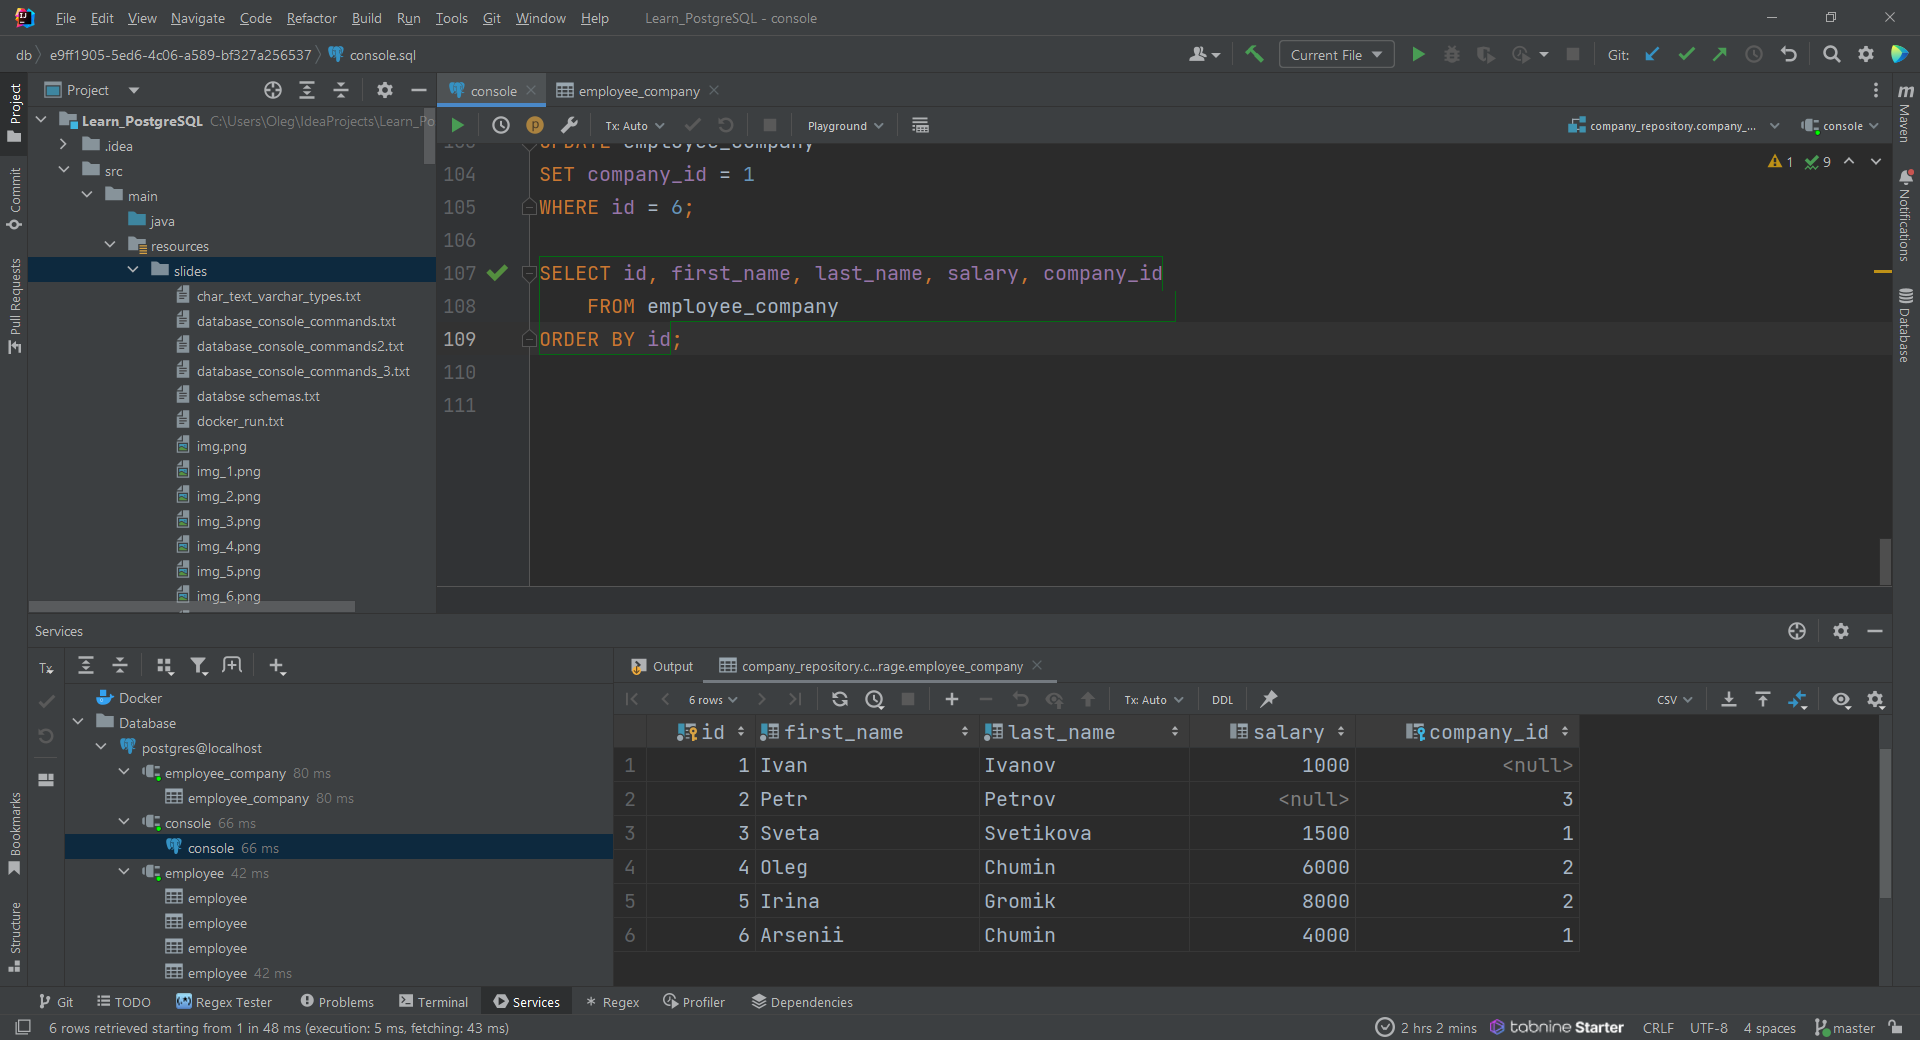 File Edit View Navigate Code Refactor Build Run Tools Git Window Help Learn_PostgreSQL - console
db e9ff1905-5ed6-4c06-a589-bf327a256537 console.sql Current File Git:
Project
console employee_company
Learn_PostgreSQL C:\Users\Oleg\IdeaProjects\Learn_Po
.idea
src
main
java
resources
slides
char_text_varchar_types.txt
database_console_commands.txt
database_console_commands2.txt
database_console_commands_3.txt
databse schemas.txt
docker_run.txt
img.png
img_1.png
img_2.png
img_3.png
img_4.png
img_5.png
img_6.png
Project
Commit
Pull Requests
Bookmarks
Structure
Tx: Auto Playground company_repository.company_... console
1 9
103 UPDATE employee_company
104 SET company_id = 1
105 WHERE id = 6;
106
107 SELECT id, first_name, last_name, salary, company_id
108 FROM employee_company
109 ORDER BY id;
110
111
m Maven
Notifications
Database
Services
Tx
Docker
Database
postgres@localhost
employee_company 80 ms
employee_company 80 ms
console 66 ms
console 66 ms
employee 42 ms
employee
employee
employee
employee 42 ms
Output company_repository.c...rage.employee_company
6 rows Tx: Auto DDL CSV
id first_name last_name salary company_id
1 1 Ivan Ivanov 1000 <null>
2 2 Petr Petrov <null> 3
3 3 Sveta Svetikova 1500 1
4 4 Oleg Chumin 6000 2
5 5 Irina Gromik 8000 2
6 6 Arsenii Chumin 4000 1
Git TODO Regex Tester Problems Terminal Services Regex Profiler Dependencies
6 rows retrieved starting from 1 in 48 ms (execution: 5 ms, fetching: 43 ms) 2 hrs 2 mins tabnine Starter CRLF UTF-8 4 spaces master